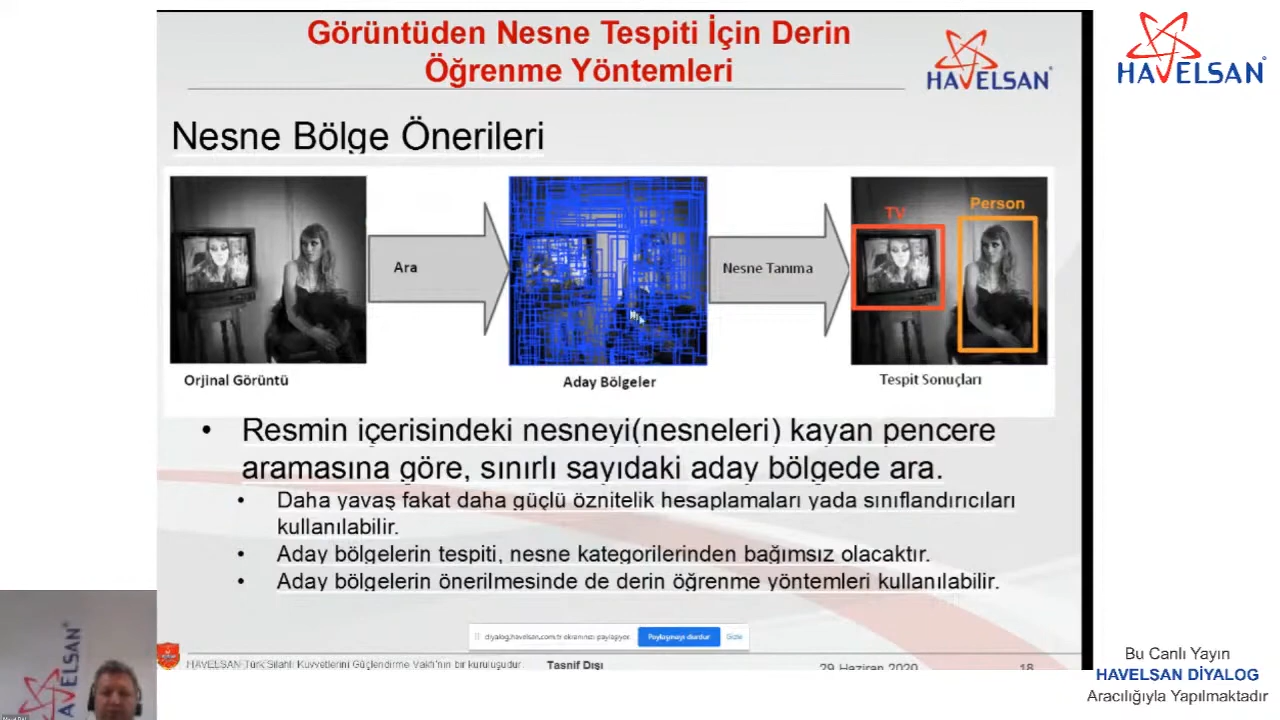 Görüntüden Nesne Tespiti İçin Derin
Öğrenme Yöntemleri
HAVELSAN®
HAVELSAN®
Nesne Bölge Önerileri
TV
Person
Ara
Nesne Tanıma
Orjinal Görüntü
Aday Bölgeler
Tespit Sonuçları
• Resmin içerisindeki nesneyi(nesneleri) kayan pencere
aramasına göre, sınırlı sayıdaki aday bölgede ara.
• Daha yavaş fakat daha güçlü öznitelik hesaplamaları yada sınıflandırıcıları
kullanılabilir.
• Aday bölgelerin tespiti, nesne kategorilerinden bağımsız olacaktır.
• Aday bölgelerin önerilmesinde de derin öğrenme yöntemleri kullanılabilir.
diyalog.havelsan.com.tr ekranınızı paylaşıyor.
Paylaşmayı durdur
Gizle
HAVELSAN Türk Silahlı Kuvvetlerini Güçlendirme Vakfı'nın bir kuruluşudur
Tasnif Dışı
29 Haziran 2020
18
HAVELSAN®
Bu Canlı Yayın
HAVELSAN DİYALOG
Aracılığıyla Yapılmaktadır